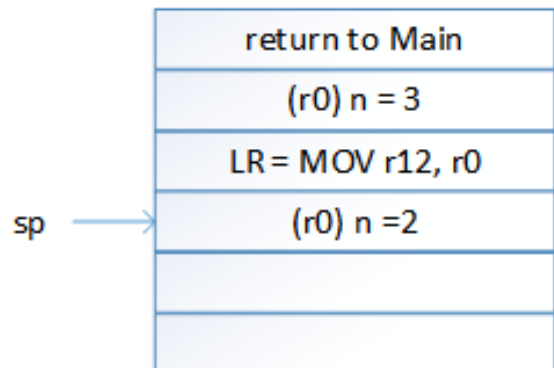 return to Main
(r0) n = 3
LR = MOV r12, r0
sp
(r0) n =2